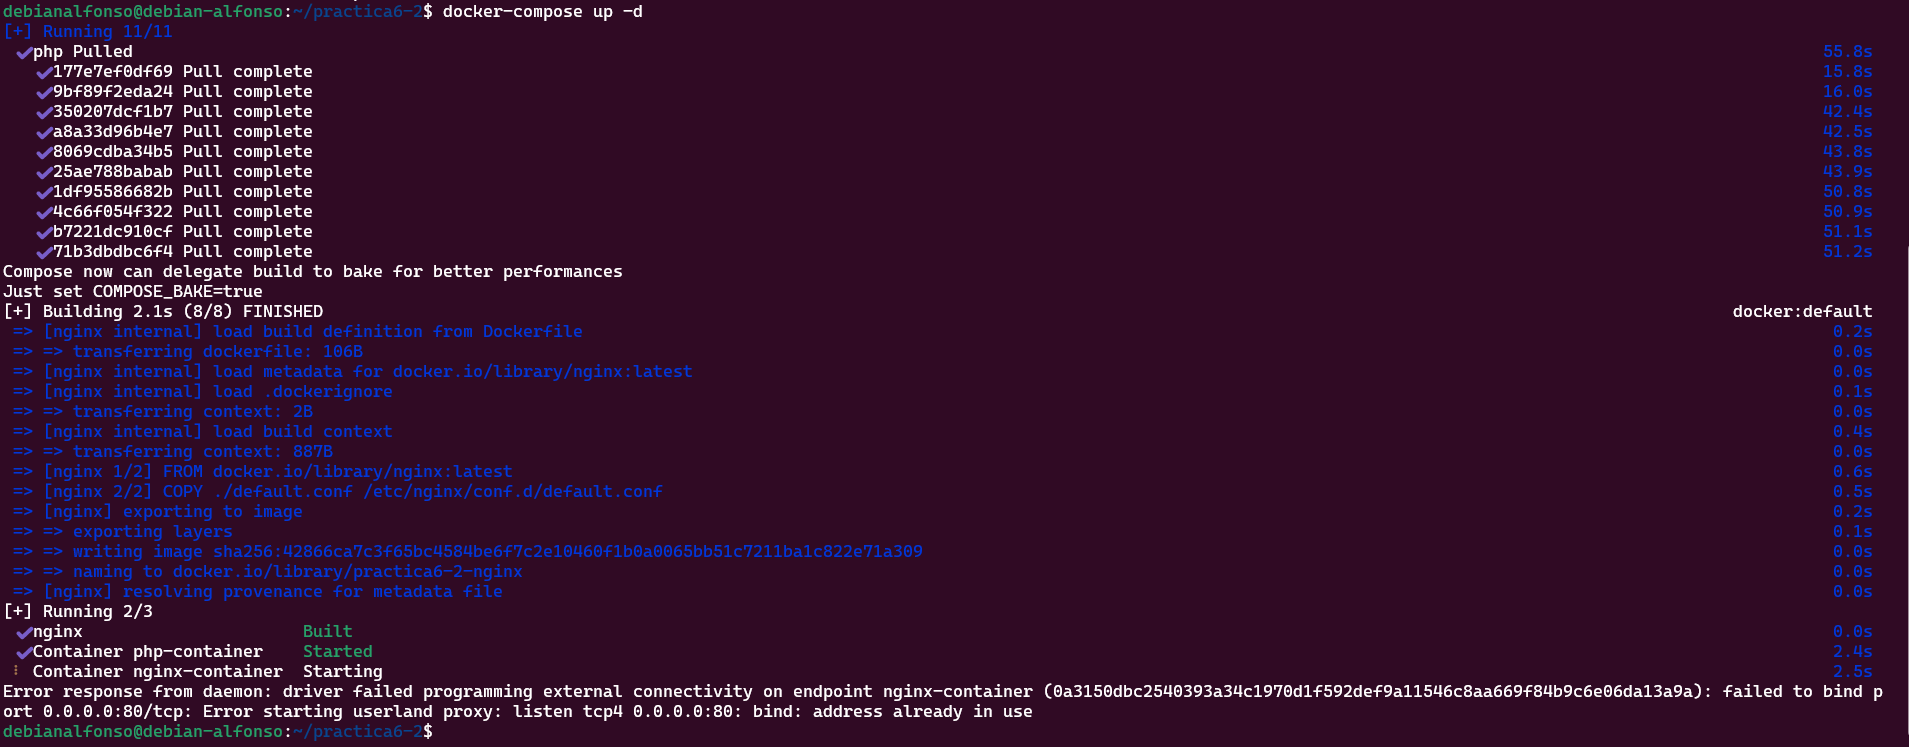 debianalfonso@debian-alfonso:~/practica6-2$ docker-compose up -d
[+] Running 11/11
✔php Pulled 55.8s
✔177e7ef0df69 Pull complete 15.8s
✔9bf89f2eda24 Pull complete 16.0s
✔350207dcf1b7 Pull complete 42.4s
✔a8a33d96b4e7 Pull complete 42.5s
✔8069cdba34b5 Pull complete 43.8s
✔25ae788babab Pull complete 43.9s
✔1df95586682b Pull complete 50.8s
✔4c66f054f322 Pull complete 50.9s
✔b7221dc910cf Pull complete 51.1s
✔71b3dbdbc6f4 Pull complete 51.2s
Compose now can delegate build to bake for better performances
Just set COMPOSE_BAKE=true
[+] Building 2.1s (8/8) FINISHED docker:default
=> [nginx internal] load build definition from Dockerfile 0.2s
=> => transferring dockerfile: 106B 0.0s
=> [nginx internal] load metadata for docker.io/library/nginx:latest 0.0s
=> [nginx internal] load .dockerignore 0.1s
=> => transferring context: 2B 0.0s
=> [nginx internal] load build context 0.4s
=> => transferring context: 887B 0.0s
=> [nginx 1/2] FROM docker.io/library/nginx:latest 0.6s
=> [nginx 2/2] COPY ./default.conf /etc/nginx/conf.d/default.conf 0.5s
=> [nginx] exporting to image 0.2s
=> => exporting layers 0.1s
=> => writing image sha256:42866ca7c3f65bc4584be6f7c2e10460f1b0a0065bb51c7211ba1c822e71a309 0.0s
=> => naming to docker.io/library/practica6-2-nginx 0.0s
=> [nginx] resolving provenance for metadata file 0.0s
[+] Running 2/3
✔nginx Built 0.0s
✔Container php-container Started 2.4s
⠸ Container nginx-container Starting 2.5s
Error response from daemon: driver failed programming external connectivity on endpoint nginx-container (0a3150dbc2540393a34c1970d1f592def9a11546c8aa669f84b9c6e06da13a9a): failed to bind p
ort 0.0.0.0:80/tcp: Error starting userland proxy: listen tcp4 0.0.0.0:80: bind: address already in use
debianalfonso@debian-alfonso:~/practica6-2$